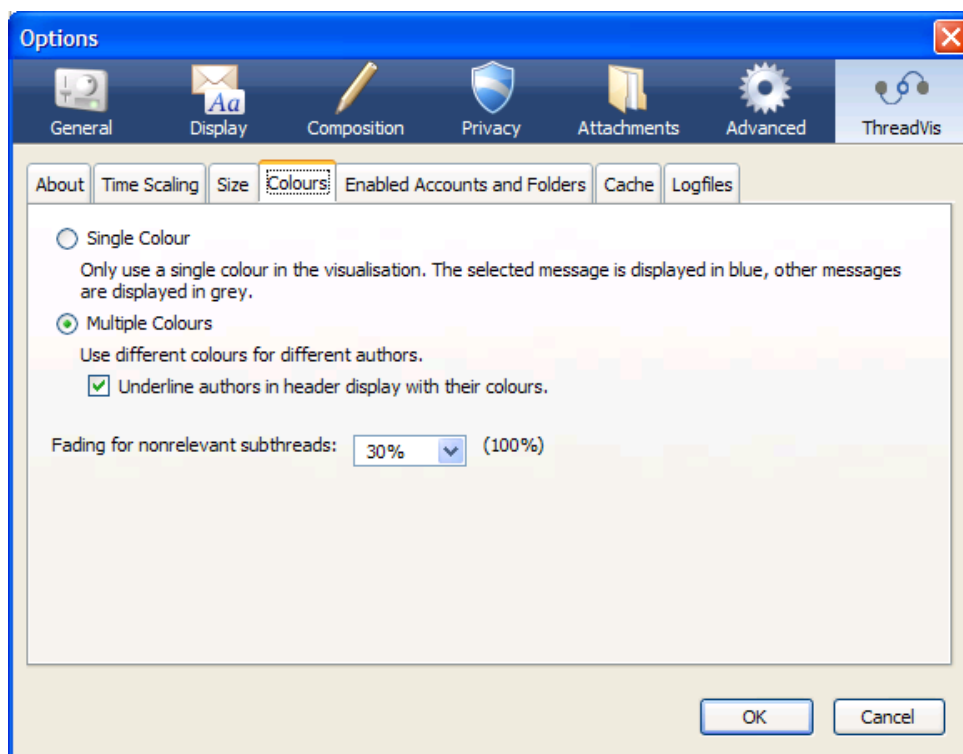 Options
General Display Composition Privacy Attachments Advanced ThreadVis
About Time Scaling Size Colours Enabled Accounts and Folders Cache Logfiles
Single Colour
Only use a single colour in the visualisation. The selected message is displayed in blue, other messages
are displayed in grey.
Multiple Colours
Use different colours for different authors.
Underline authors in header display with their colours.
Fading for nonrelevant subthreads: 30% (100%)
OK Cancel